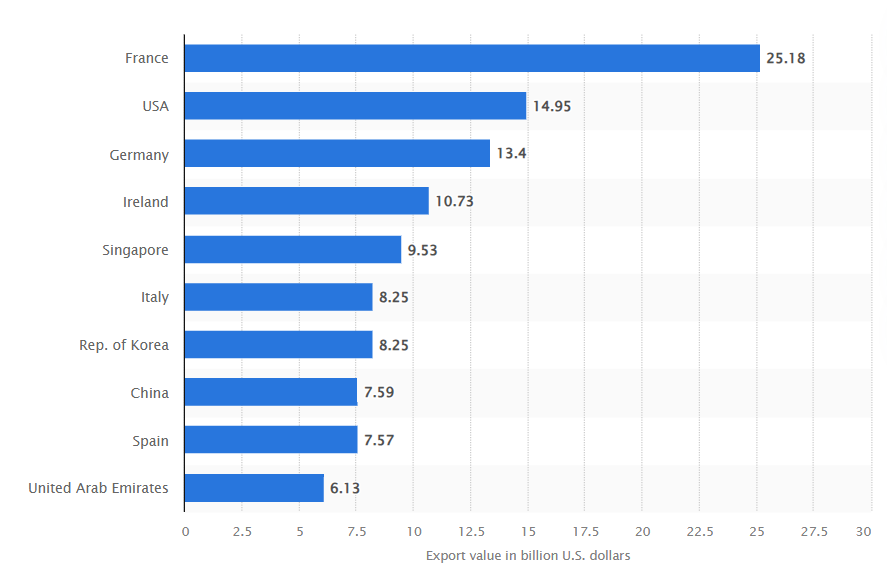 France 25.18
USA 14.95
Germany 13.4
Ireland 10.73
Singapore 9.53
Italy 8.25
Rep. of Korea 8.25
China 7.59
Spain 7.57
United Arab Emirates 6.13
0 2.5 5 7.5 10 12.5 15 17.5 20 22.5 25 27.5 30
Export value in billion U.S. dollars